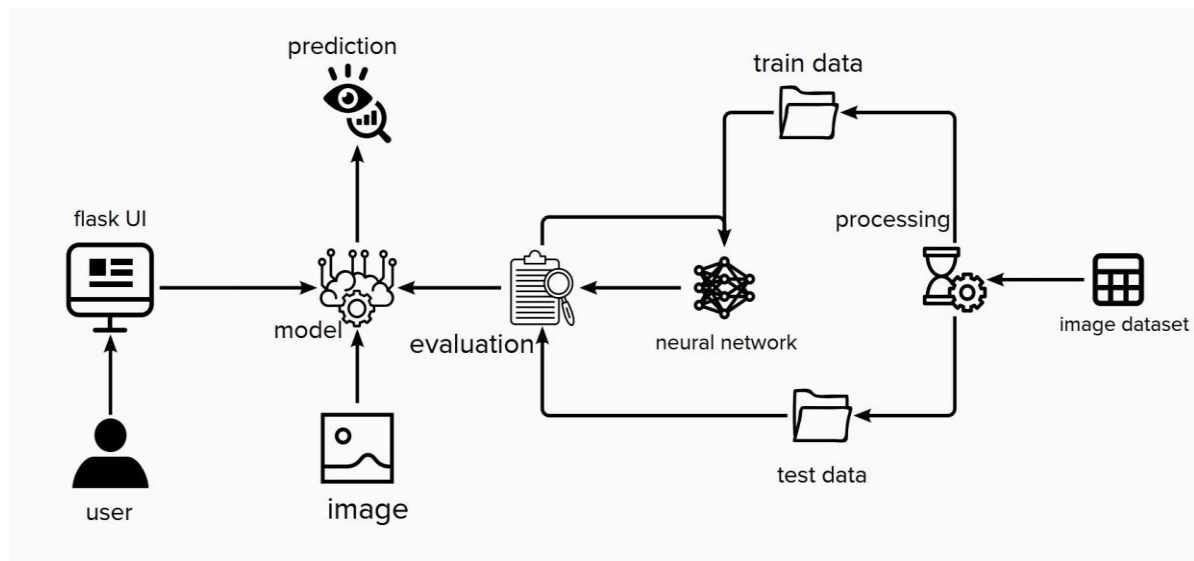 prediction
train data
flask UI
processing
model
evaluation
neural network
image dataset
test data
user
image